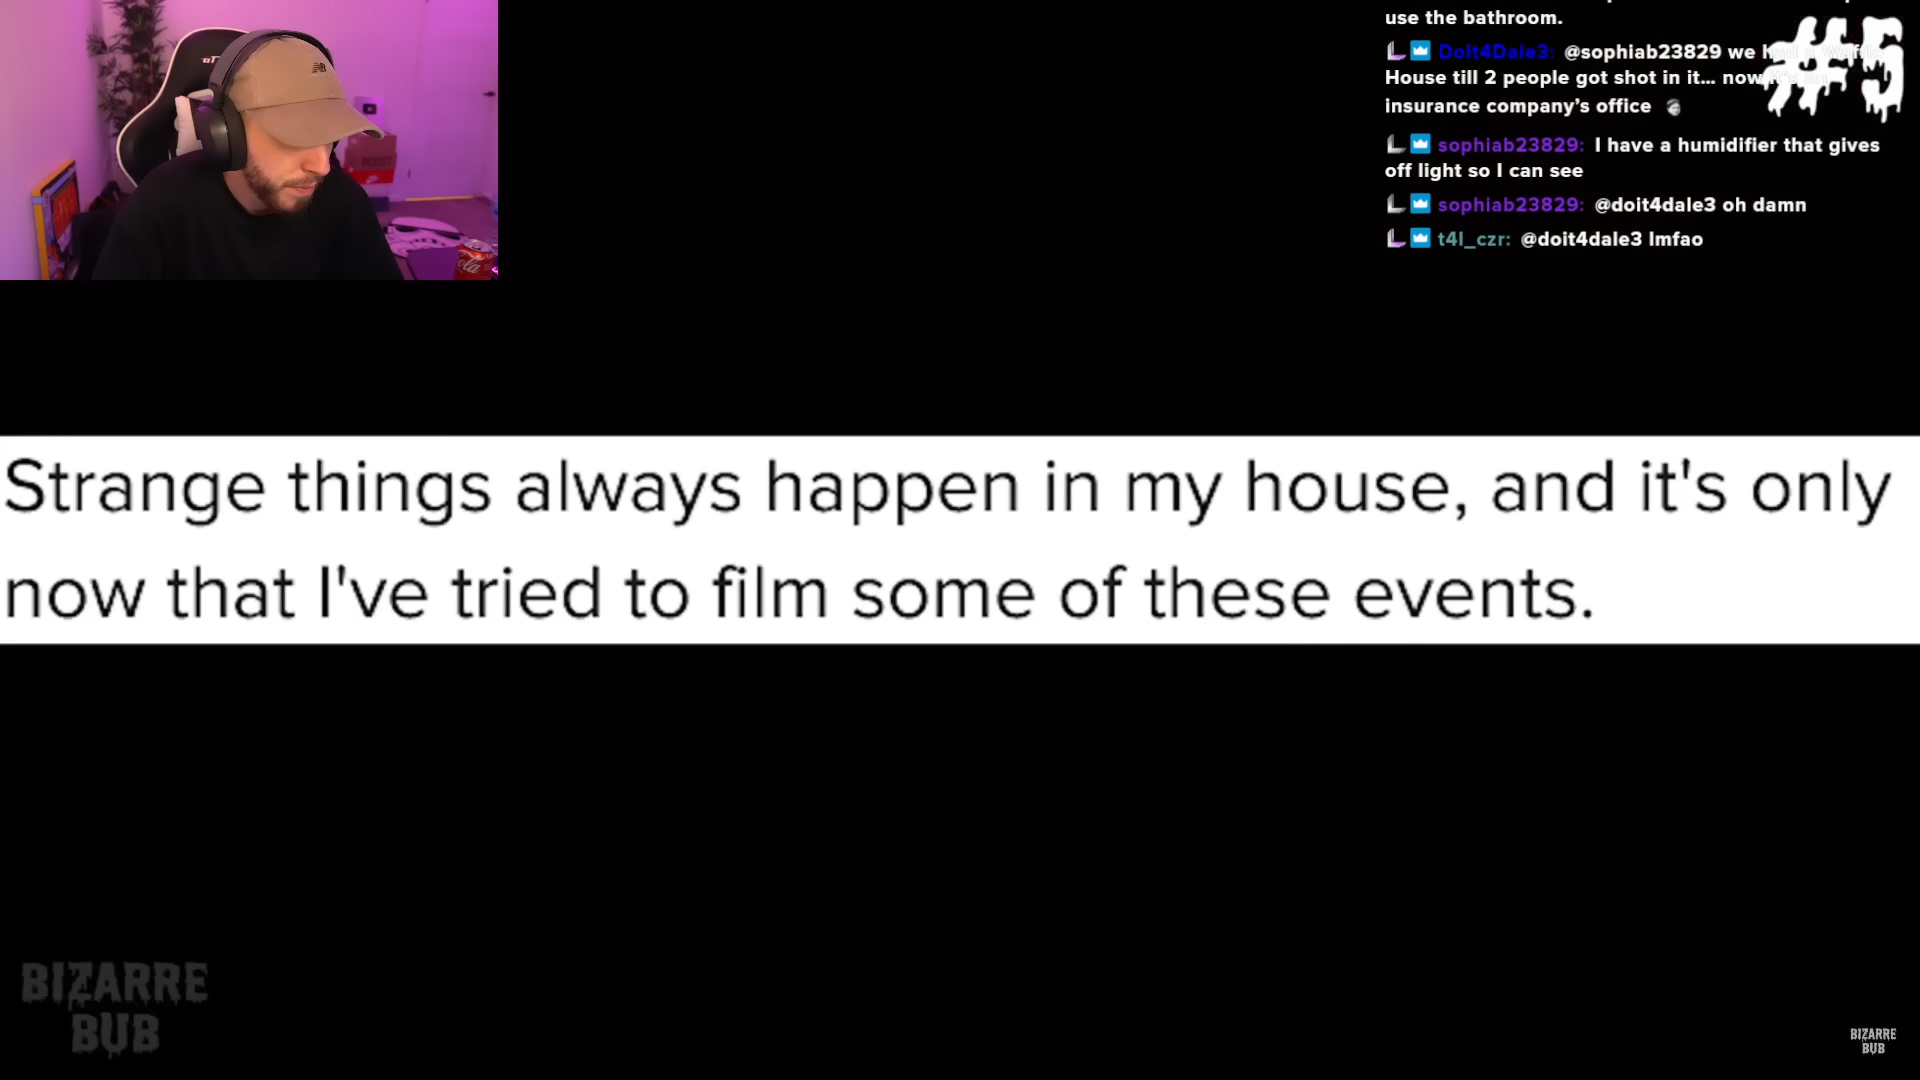 use the bathroom.
DoIt4Dale3: @sophiab23829 we
House till 2 people got shot in it... now
insurance company's office
#5
sophiab23829: I have a humidifier that gives
off light so I can see
sophiab23829: @doit4dale3 oh damn
t4l_czr: @doit4dale3 lmfao
Strange things always happen in my house, and it's only
now that I've tried to film some of these events.
BIZARRE
BUB
BIZARRE
BUB